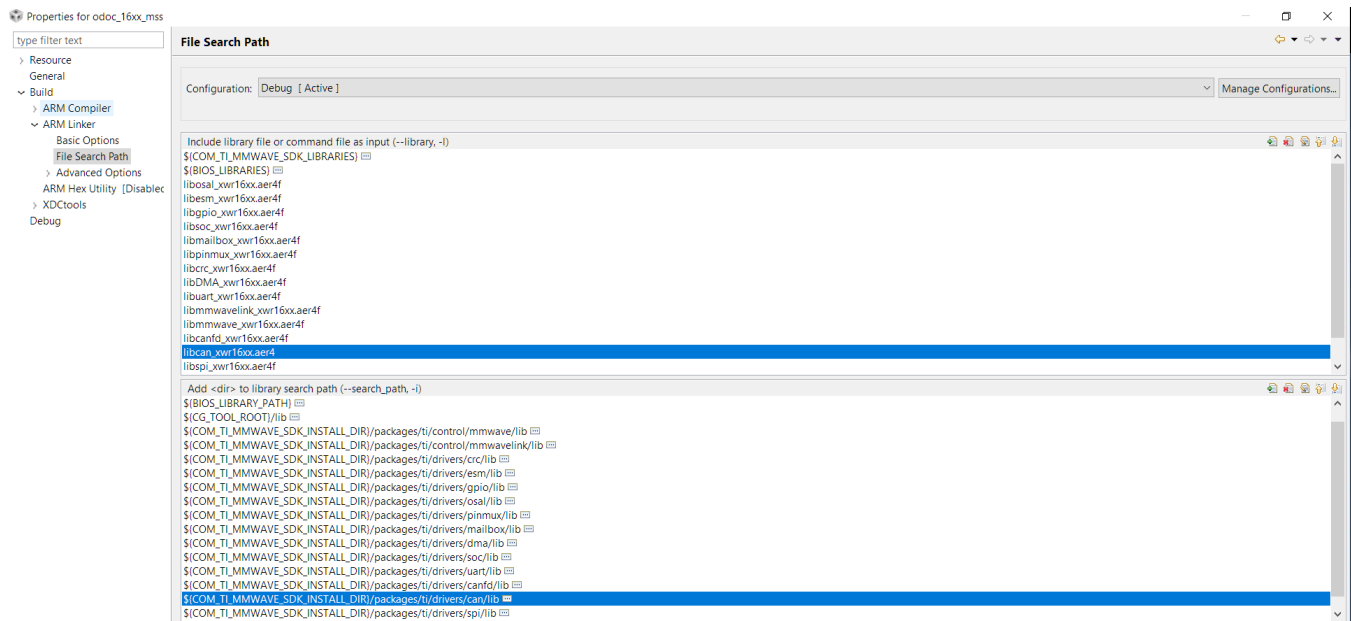 Properties for odoc_16xx_mss
type filter text
Resource
General
Build
ARM Compiler
ARM Linker
Basic Options
File Search Path
Advanced Options
ARM Hex Utility [Disabled
XDCtools
Debug
File Search Path
Configuration: Debug [ Active ] Manage Configurations...
Include library file or command file as input (--library, -l)
${COM_TI_MMWAVE_SDK_LIBRARIES}
${BIOS_LIBRARIES}
libosal_xwr16xx.aer4f
libesm_xwr16xx.aer4f
libgpio_xwr16xx.aer4f
libsoc_xwr16xx.aer4f
libmailbox_xwr16xx.aer4f
libpinmux_xwr16xx.aer4f
libcrc_xwr16xx.aer4f
libDMA_xwr16xx.aer4f
libuart_xwr16xx.aer4f
libmmwavelink_xwr16xx.aer4f
libmmwave_xwr16xx.aer4f
libcanfd_xwr16xx.aer4f
libcan_xwr16xx.aer4
libspi_xwr16xx.aer4f
Add <dir> to library search path (--search_path, -i)
${BIOS_LIBRARY_PATH}
${CG_TOOL_ROOT}/lib
${COM_TI_MMWAVE_SDK_INSTALL_DIR}/packages/ti/control/mmwave/lib
${COM_TI_MMWAVE_SDK_INSTALL_DIR}/packages/ti/control/mmwavelink/lib
${COM_TI_MMWAVE_SDK_INSTALL_DIR}/packages/ti/drivers/crc/lib
${COM_TI_MMWAVE_SDK_INSTALL_DIR}/packages/ti/drivers/esm/lib
${COM_TI_MMWAVE_SDK_INSTALL_DIR}/packages/ti/drivers/gpio/lib
${COM_TI_MMWAVE_SDK_INSTALL_DIR}/packages/ti/drivers/osal/lib
${COM_TI_MMWAVE_SDK_INSTALL_DIR}/packages/ti/drivers/pinmux/lib
${COM_TI_MMWAVE_SDK_INSTALL_DIR}/packages/ti/drivers/mailbox/lib
${COM_TI_MMWAVE_SDK_INSTALL_DIR}/packages/ti/drivers/dma/lib
${COM_TI_MMWAVE_SDK_INSTALL_DIR}/packages/ti/drivers/soc/lib
${COM_TI_MMWAVE_SDK_INSTALL_DIR}/packages/ti/drivers/uart/lib
${COM_TI_MMWAVE_SDK_INSTALL_DIR}/packages/ti/drivers/canfd/lib
${COM_TI_MMWAVE_SDK_INSTALL_DIR}/packages/ti/drivers/can/lib
${COM_TI_MMWAVE_SDK_INSTALL_DIR}/packages/ti/drivers/spi/lib